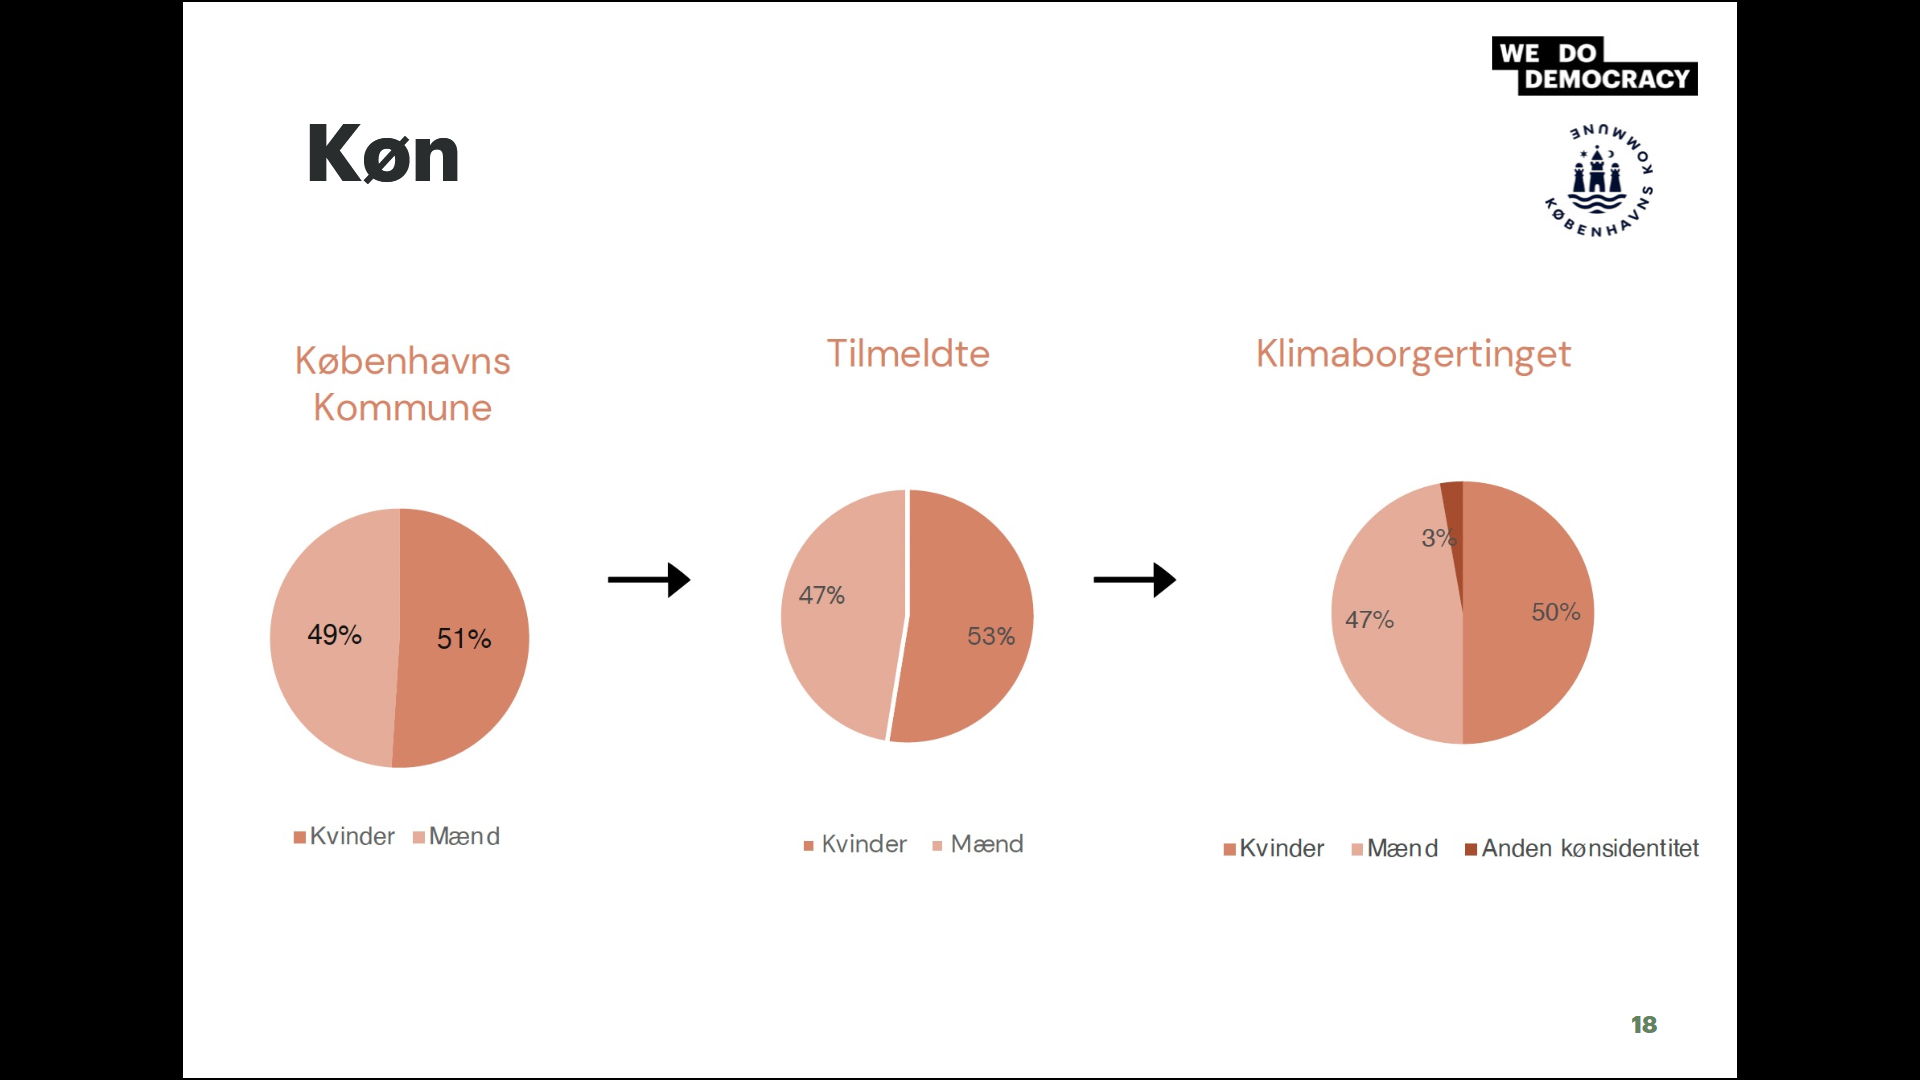 WE DO
DEMOCRACY
KØBENHAVNS KOMMUNE
Køn
Københavns
Kommune
Tilmeldte
Klimaborgertinget
49%
51%
47%
53%
3%
47%
50%
Kvinder Mænd
Kvinder Mænd
Kvinder Mænd Anden kønsidentitet
18